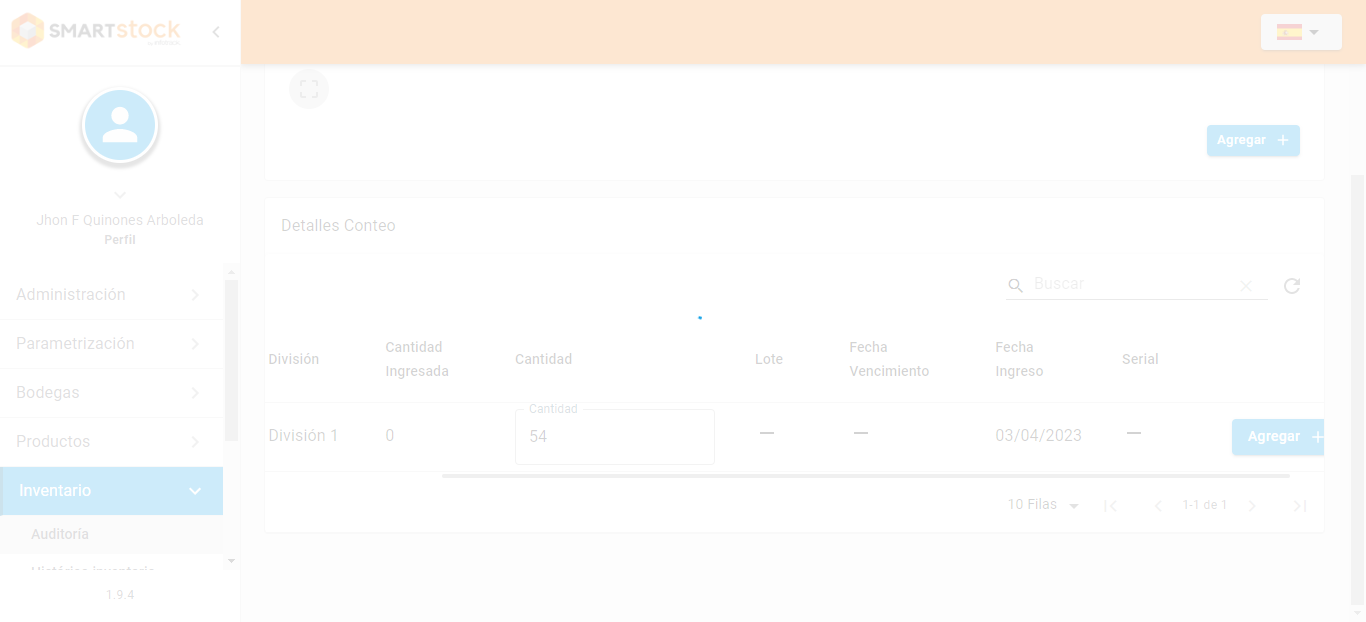 SMARTstock
Jhon F Quinones Arboleda
Perfil
Administración
Parametrización
Bodegas
Productos
Inventario
Auditoría
1.9.4
Agregar
Detalles Conteo
Buscar
División
Cantidad Ingresada
Cantidad
Lote
Fecha Vencimiento
Fecha Ingreso
Serial
División 1
0
Cantidad
54
—
—
03/04/2023
—
Agregar
10 Filas
1-1 de 1